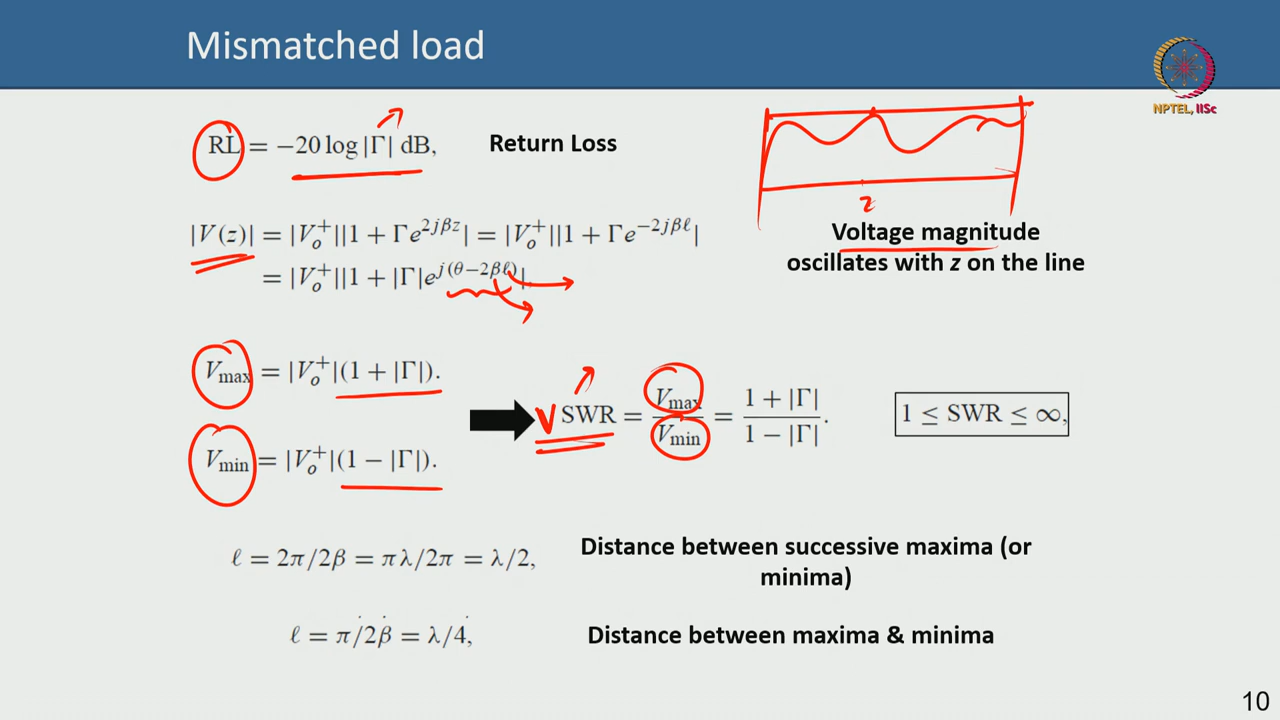 Mismatched load
NPTEL, IISc
RL = −20 log |Γ| dB, Return Loss
z
|V(z)| = |V_o^+||1 + Γe^{2jβz}| = |V_o^+||1 + Γe^{−2jβℓ}|
= |V_o^+||1 + |Γ|e^{j(θ−2βℓ)}|,
Voltage magnitude
oscillates with z on the line
V_max = |V_o^+|(1 + |Γ|).
V SWR = V_max / V_min = (1 + |Γ|) / (1 − |Γ|). 1 ≤ SWR ≤ ∞,
V_min = |V_o^+|(1 − |Γ|).
ℓ = 2π/2β = πλ/2π = λ/2, Distance between successive maxima (or
minima)
ℓ = π/2β = λ/4, Distance between maxima & minima
10